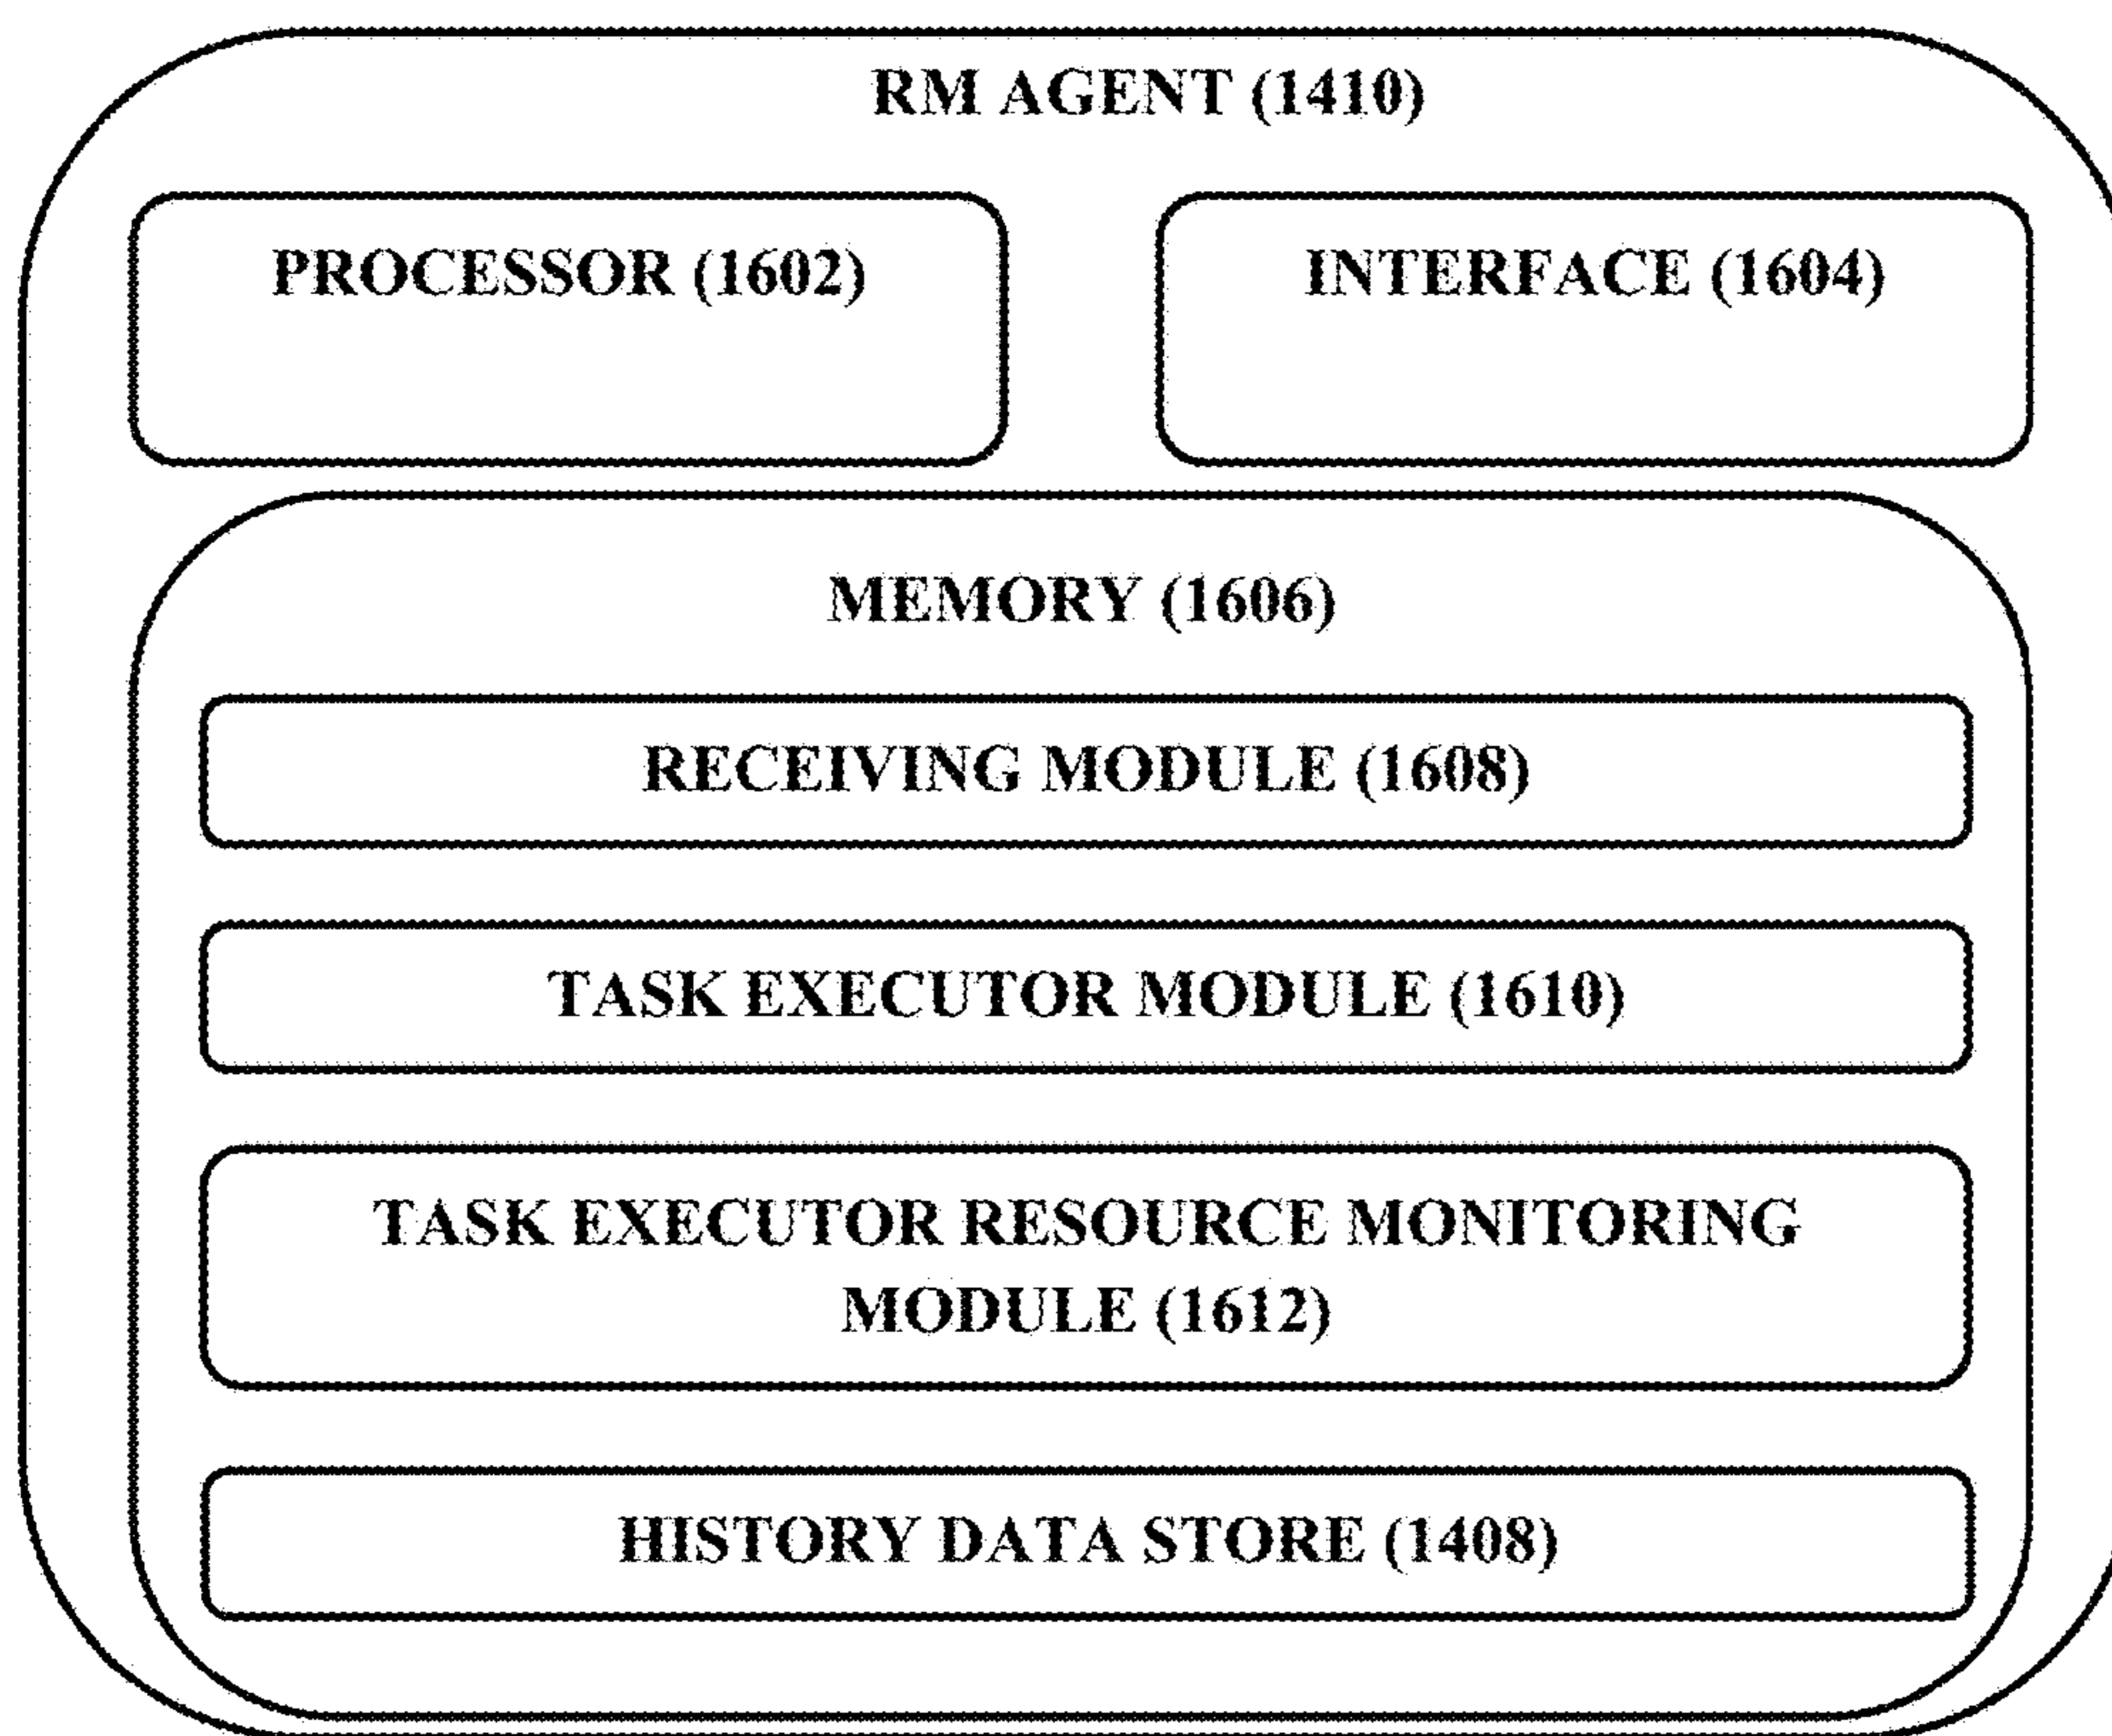 RM AGENT (1410)
PROCESSOR (1602)
INTERFACE (1604)
MEMORY (1606)
RECEIVING MODULE (1608)
TASK EXECUTOR MODULE (1610)
TASK EXECUTOR RESOURCE MONITORING
MODULE (1612)
HISTORY DATA STORE (1408)